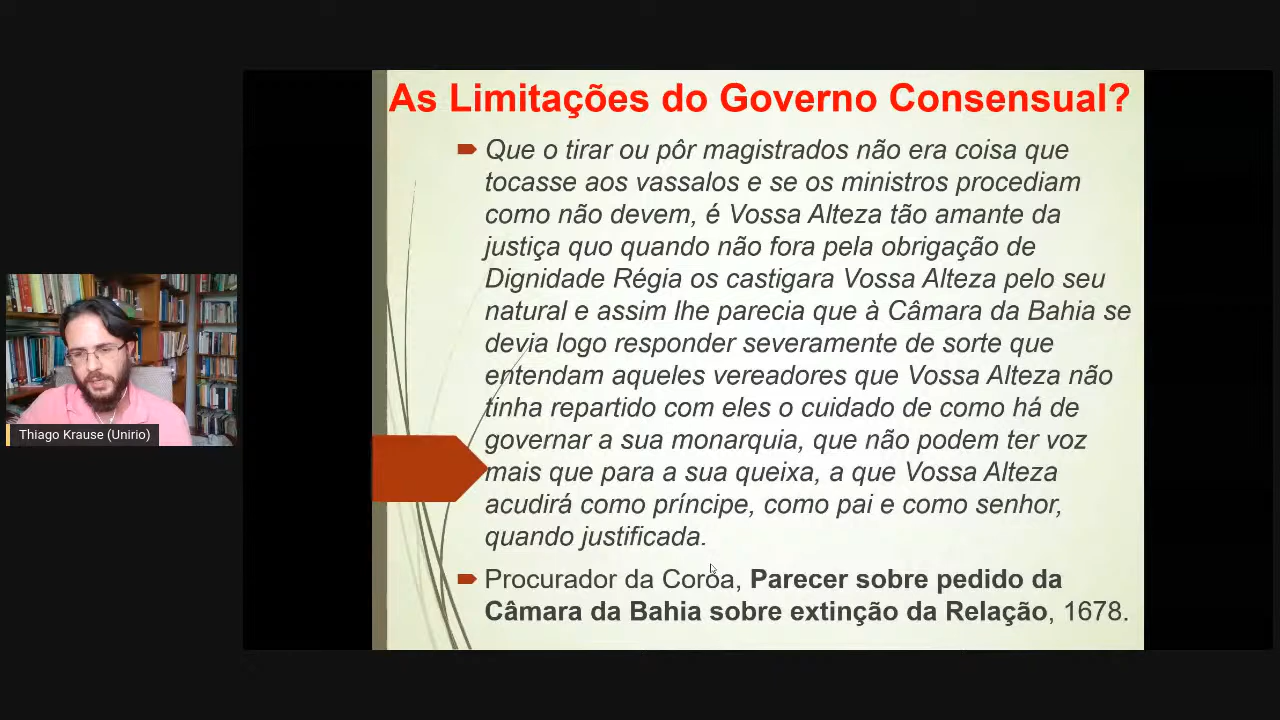 As Limitações do Governo Consensual?
Que o tirar ou pôr magistrados não era coisa que
tocasse aos vassalos e se os ministros procediam
como não devem, é Vossa Alteza tão amante da
justiça quo quando não fora pela obrigação de
Dignidade Régia os castigara Vossa Alteza pelo seu
natural e assim lhe parecia que à Câmara da Bahia se
devia logo responder severamente de sorte que
entendam aqueles vereadores que Vossa Alteza não
tinha repartido com eles o cuidado de como há de
governar a sua monarquia, que não podem ter voz
mais que para a sua queixa, a que Vossa Alteza
acudirá como príncipe, como pai e como senhor,
quando justificada.
Procurador da Coroa, Parecer sobre pedido da
Câmara da Bahia sobre extinção da Relação, 1678.
Thiago Krause (Unirio)